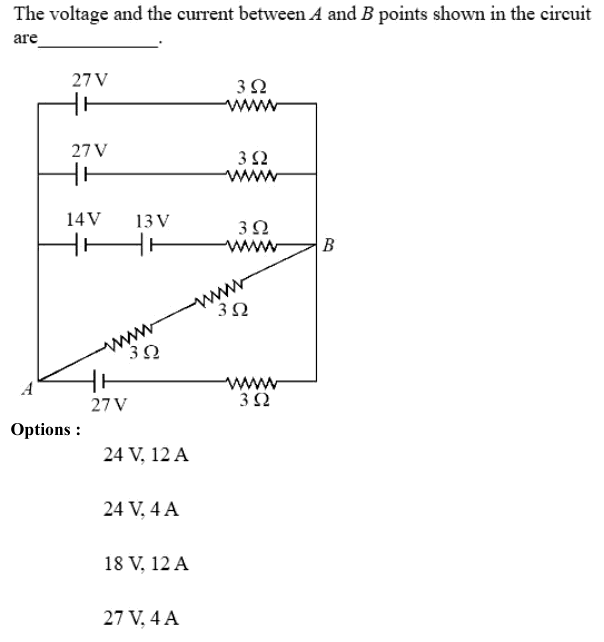 The voltage and the current between A and B points shown in the circuit
are____________.
27 V
3 Ω
27 V
3 Ω
14 V 13 V
3 Ω
B
3 Ω
3 Ω
A
27 V
3 Ω
Options :
24 V, 12 A
24 V, 4 A
18 V, 12 A
27 V, 4 A